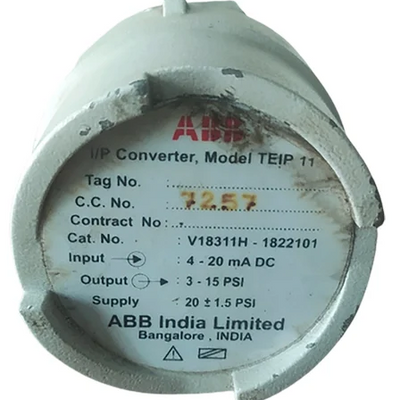 ABB
I/P Converter, Model TEIP 11
Tag No. :
C.C. No. : 7257
Contract No :
Cat. No. : V18311H - 1822101
Input : 4 - 20 mA DC
Output : 3 - 15 PSI
Supply : 20 ± 1.5 PSI
ABB India Limited
Bangalore , INDIA